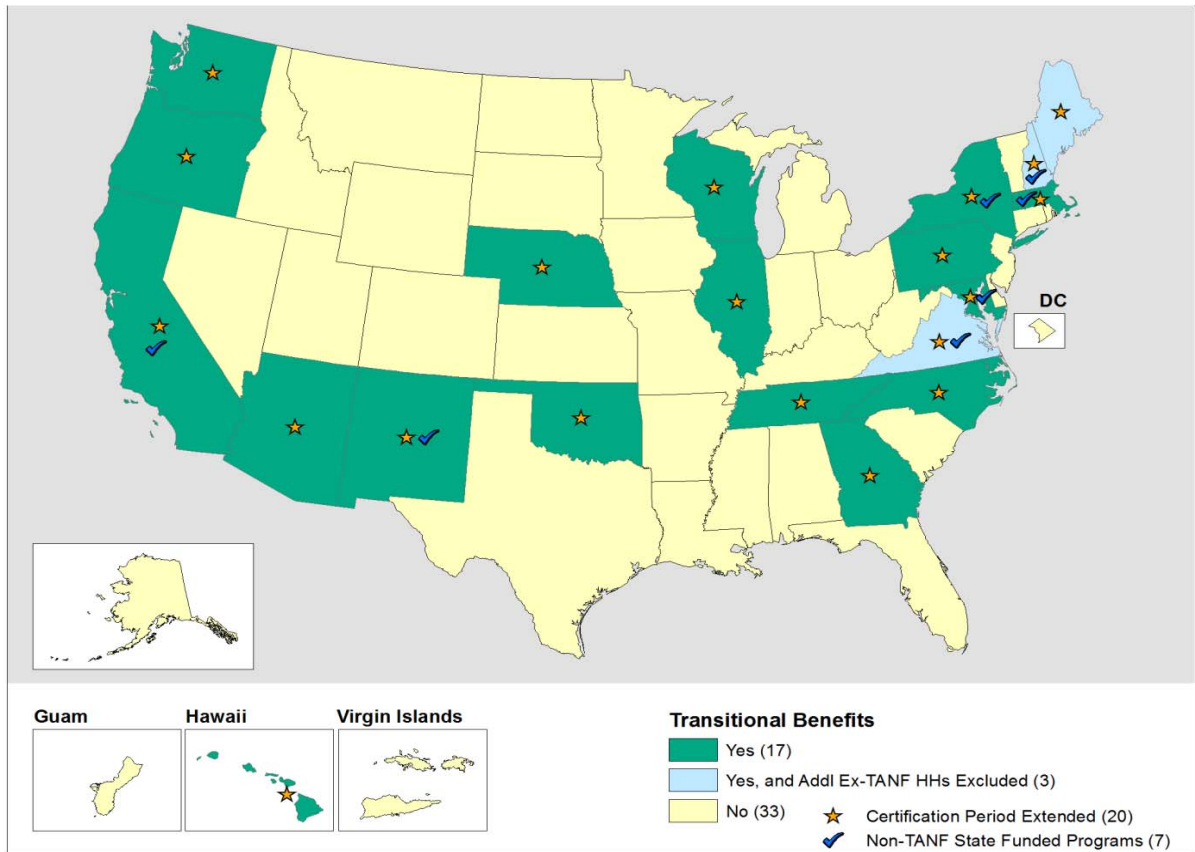 DC
Guam
Hawaii
Virgin Islands
Transitional Benefits
Yes (17)
Yes, and Addl Ex-TANF HHs Excluded (3)
No (33)
Certification Period Extended (20)
Non-TANF State Funded Programs (7)